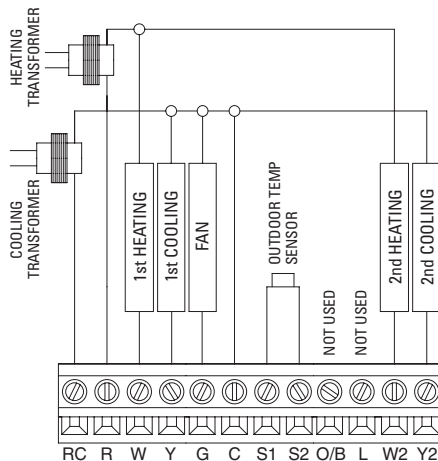 HEATING
TRANSFORMER
COOLING
TRANSFORMER
1st HEATING
1st COOLING
FAN
OUTDOOR TEMP
SENSOR
NOT USED
NOT USED
2nd HEATING
2nd COOLING
RC R W Y G C S1 S2 O/B L W2 Y2